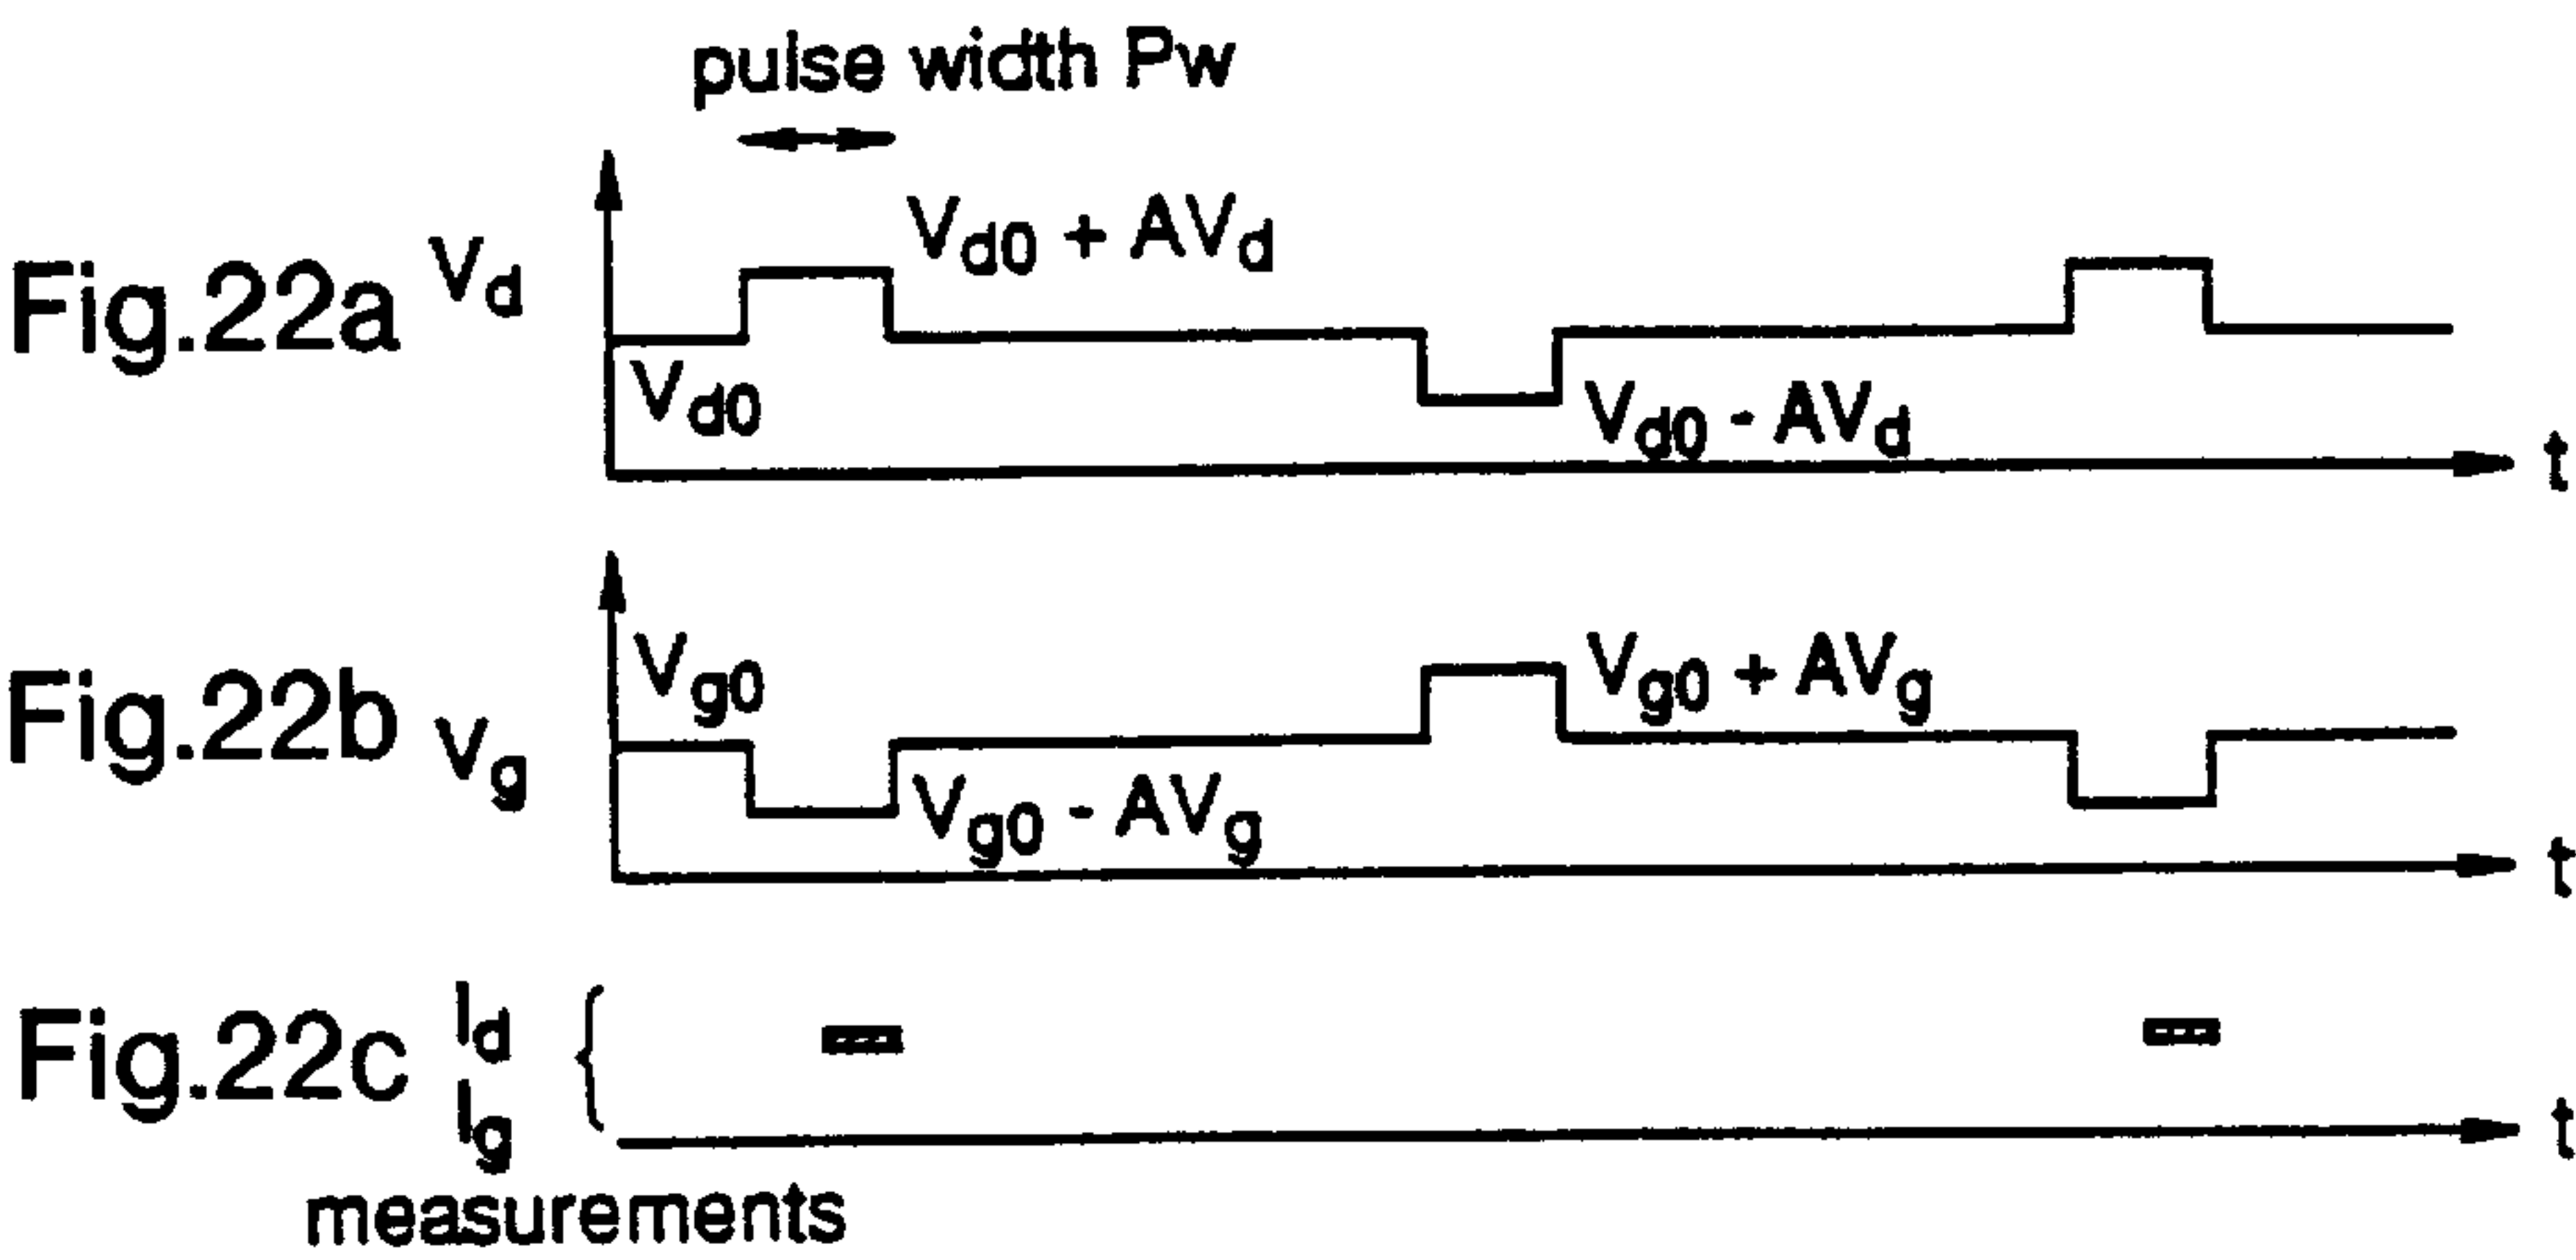 pulse width Pw
Fig.22a
Vd
Vd0 + AVd
Vd0
Vd0 - AVd
t
Fig.22b
Vg
Vg0
Vg0 - AVg
Vg0 + AVg
t
Fig.22c
Id
Ig
t
measurements